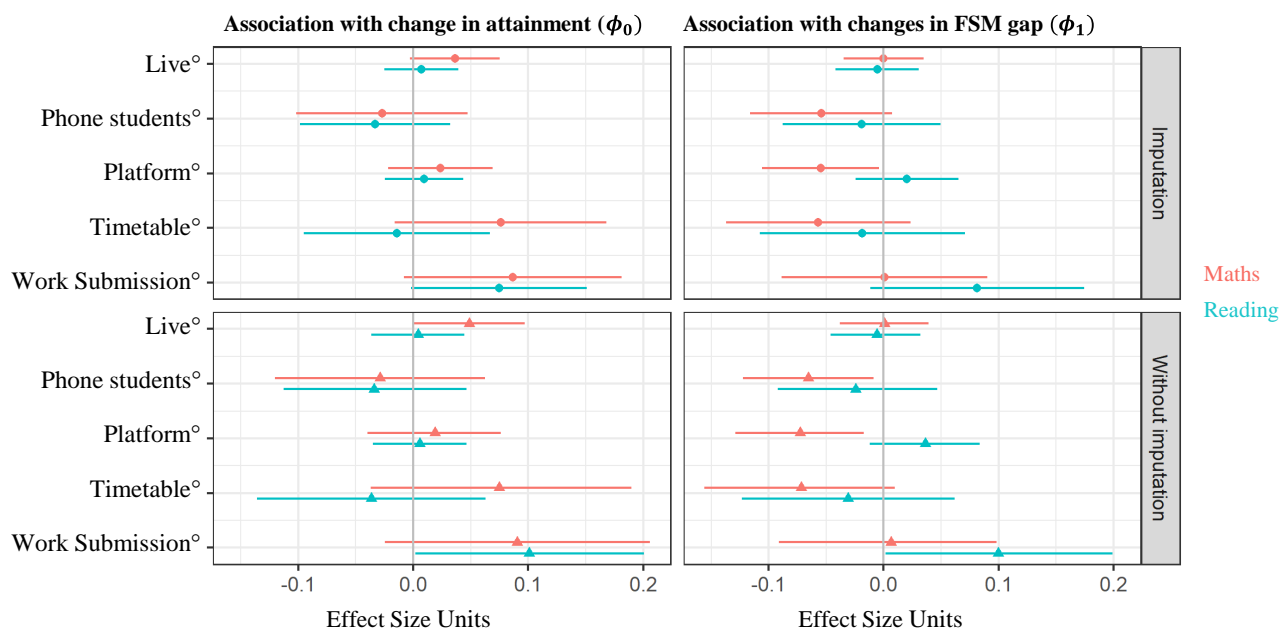 Association with change in attainment (ϕ₀)
Association with changes in FSM gap (ϕ₁)
Live°
Phone students°
Platform°
Timetable°
Work Submission°
Imputation
Maths
Reading
Live°
Phone students°
Platform°
Timetable°
Work Submission°
Without imputation
-0.1 0.0 0.1 0.2
-0.1 0.0 0.1 0.2
Effect Size Units
Effect Size Units